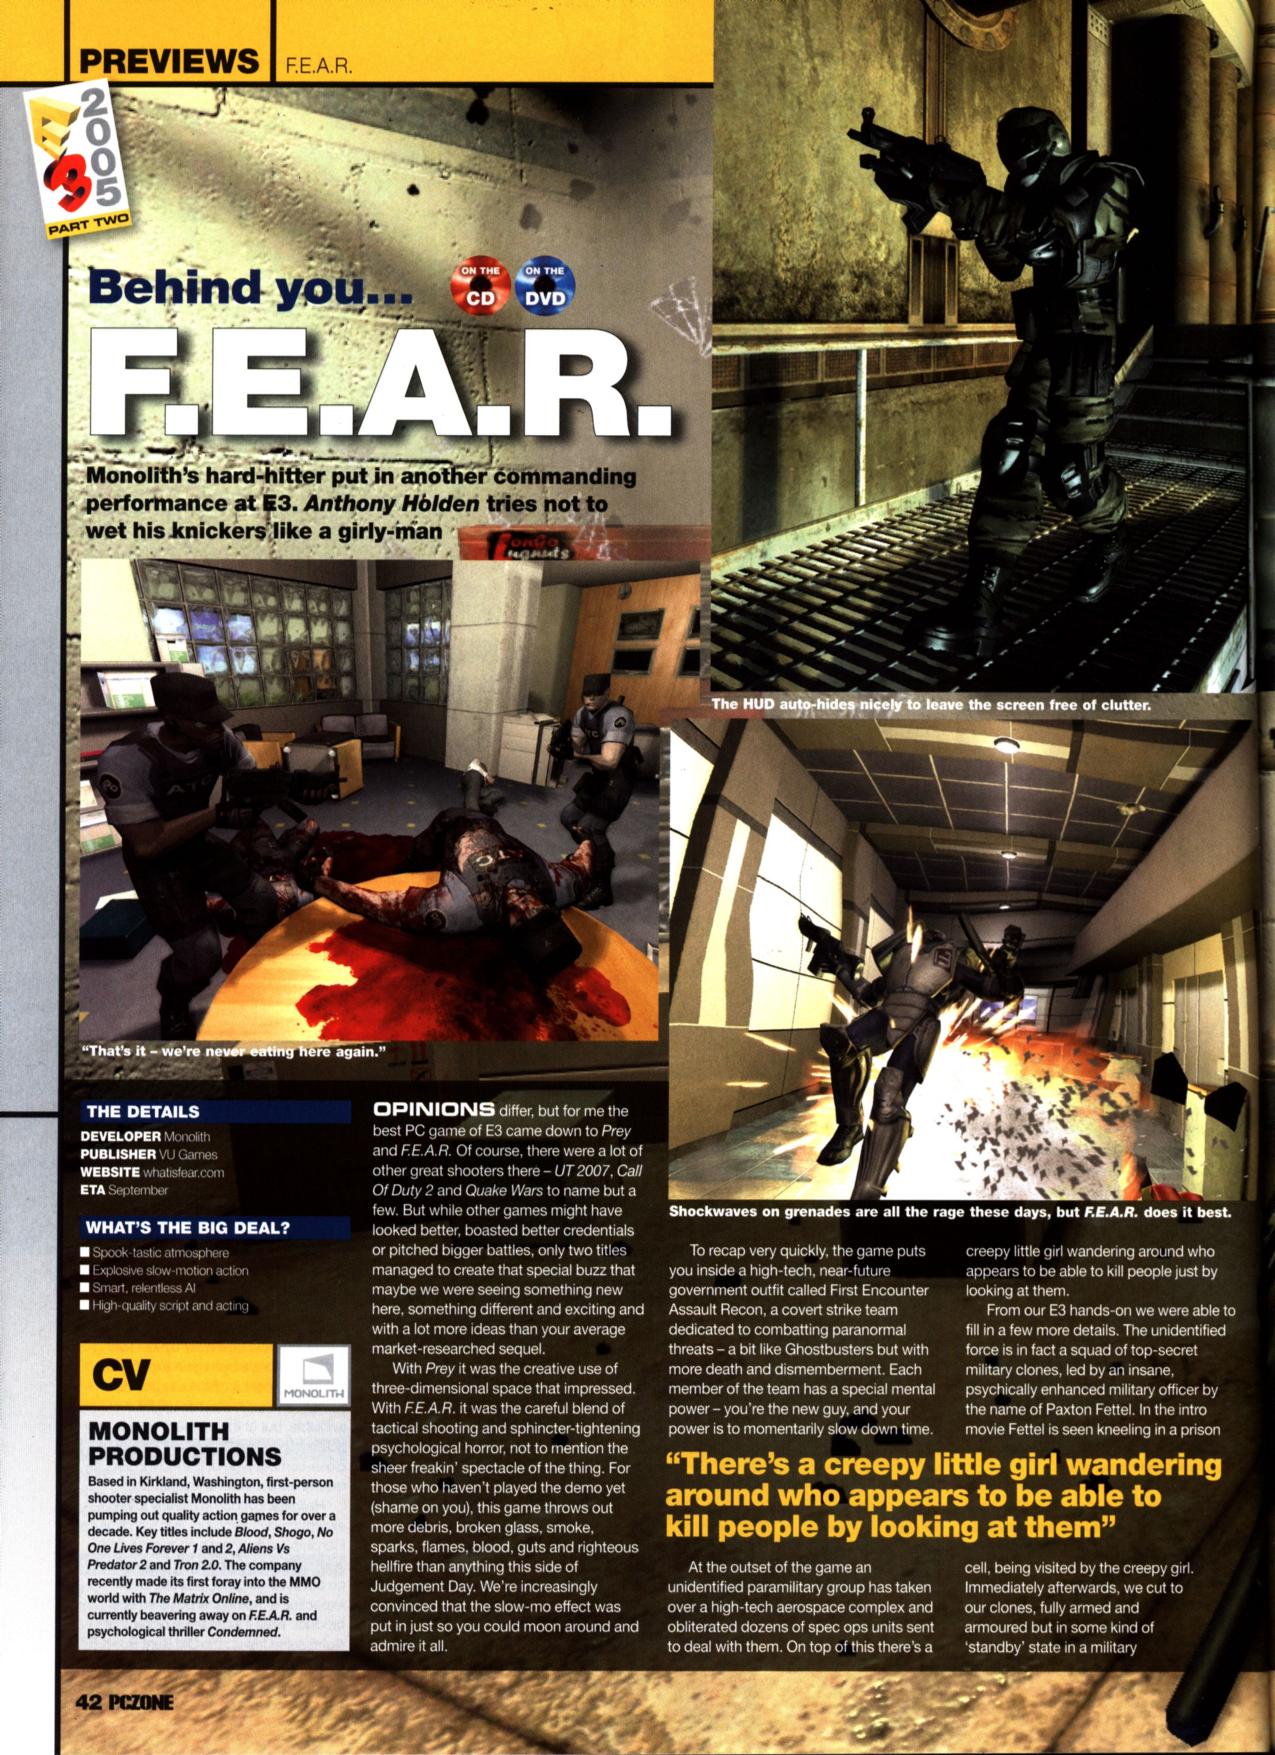 PREVIEWS
F.E.A.R.
E3
2005
PART TWO
Behind you...
ON THE
CD
ON THE
DVD
F.E.A.R.
Monolith's hard-hitter put in another commanding
performance at E3. Anthony Holden tries not to
wet his knickers like a girly-man
The HUD auto-hides nicely to leave the screen free of clutter.
"That's it – we're never eating here again."
Shockwaves on grenades are all the rage these days, but F.E.A.R. does it best.
THE DETAILS
DEVELOPER Monolith
PUBLISHER VU Games
WEBSITE whatisfear.com
ETA September
WHAT'S THE BIG DEAL?
Spook-tastic atmosphere
Explosive slow-motion action
Smart, relentless AI
High-quality script and acting
CV
MONOLITH
MONOLITH
PRODUCTIONS
Based in Kirkland, Washington, first-person
shooter specialist Monolith has been
pumping out quality action games for over a
decade. Key titles include Blood, Shogo, No
One Lives Forever 1 and 2, Aliens Vs
Predator 2 and Tron 2.0. The company
recently made its first foray into the MMO
world with The Matrix Online, and is
currently beavering away on F.E.A.R. and
psychological thriller Condemned.
OPINIONS differ, but for me the
best PC game of E3 came down to Prey
and F.E.A.R. Of course, there were a lot of
other great shooters there – UT 2007, Call
Of Duty 2 and Quake Wars to name but a
few. But while other games might have
looked better, boasted better credentials
or pitched bigger battles, only two titles
managed to create that special buzz that
maybe we were seeing something new
here, something different and exciting and
with a lot more ideas than your average
market-researched sequel.
With Prey it was the creative use of
three-dimensional space that impressed.
With F.E.A.R. it was the careful blend of
tactical shooting and sphincter-tightening
psychological horror, not to mention the
sheer freakin' spectacle of the thing. For
those who haven't played the demo yet
(shame on you), this game throws out
more debris, broken glass, smoke,
sparks, flames, blood, guts and righteous
hellfire than anything this side of
Judgement Day. We're increasingly
convinced that the slow-mo effect was
put in just so you could moon around and
admire it all.
To recap very quickly, the game puts
you inside a high-tech, near-future
government outfit called First Encounter
Assault Recon, a covert strike team
dedicated to combatting paranormal
threats – a bit like Ghostbusters but with
more death and dismemberment. Each
member of the team has a special mental
power – you're the new guy, and your
power is to momentarily slow down time.
"There's a creepy little girl wandering
around who appears to be able to
kill people by looking at them"
At the outset of the game an
unidentified paramilitary group has taken
over a high-tech aerospace complex and
obliterated dozens of spec ops units sent
to deal with them. On top of this there's a
creepy little girl wandering around who
appears to be able to kill people just by
looking at them.
From our E3 hands-on we were able to
fill in a few more details. The unidentified
force is in fact a squad of top-secret
military clones, led by an insane,
psychically enhanced military officer by
the name of Paxton Fettel. In the intro
movie Fettel is seen kneeling in a prison
cell, being visited by the creepy girl.
Immediately afterwards, we cut to
our clones, fully armed and
armoured but in some kind of
'standby' state in a military
42 PCZONE